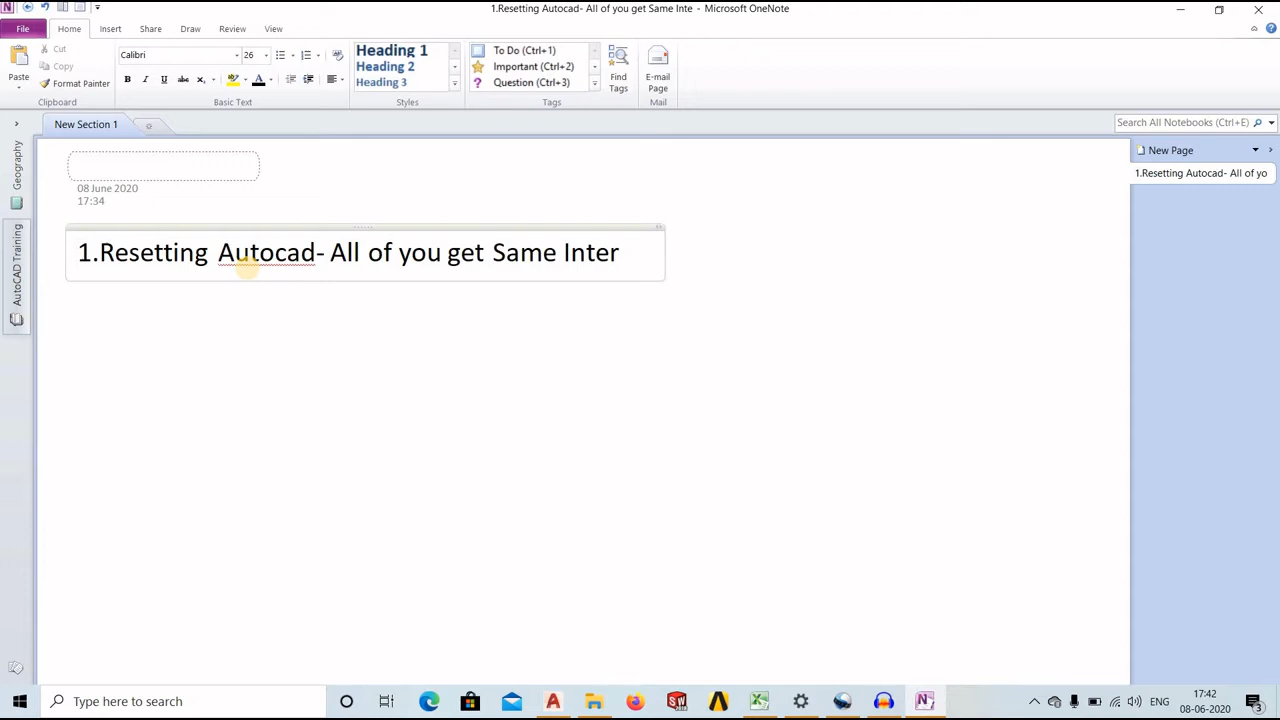 1.Resetting Autocad- All of you get Same Inte - Microsoft OneNote
File Home Insert Share Draw Review View
Paste
Cut
Copy
Format Painter
Clipboard
Calibri 26
B I U abc x₂ A
Basic Text
Heading 1
Heading 2
Heading 3
Styles
To Do (Ctrl+1)
Important (Ctrl+2)
Question (Ctrl+3)
Tags
Find
Tags
E-mail
Page
Mail
New Section 1
Search All Notebooks (Ctrl+E)
Geography
AutoCAD Training
New Page
1.Resetting Autocad- All of yo
08 June 2020
17:34
1.Resetting Autocad- All of you get Same Inter
Type here to search
ENG
17:42
08-06-2020
3